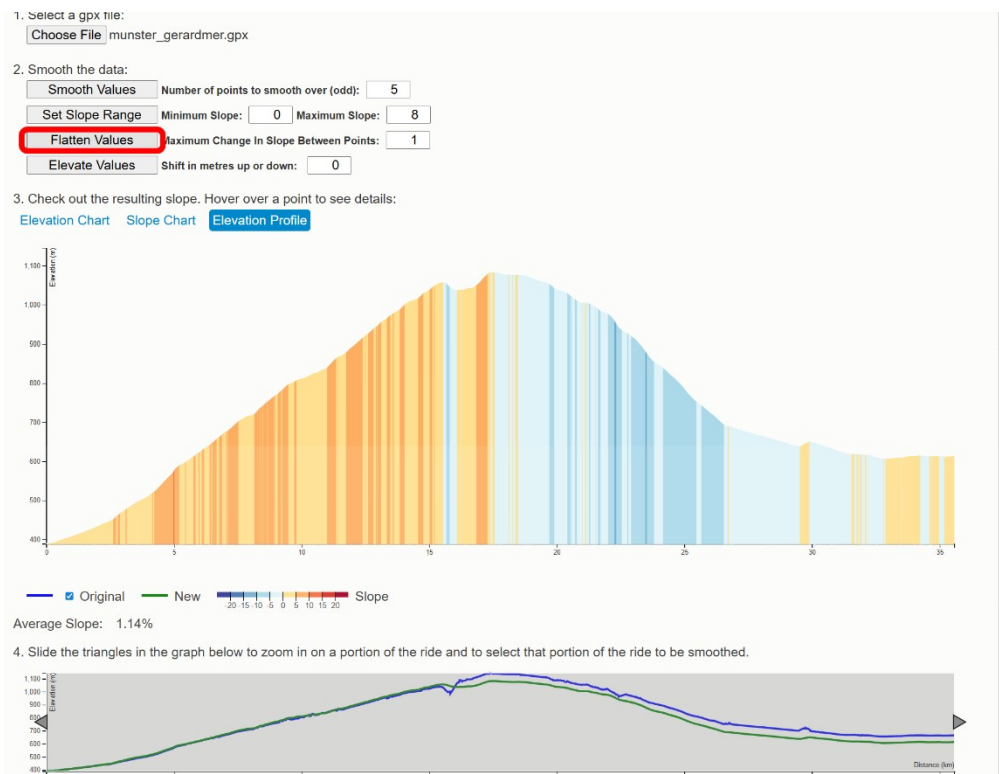 1. Select a gpx file:
Choose File munster_gerardmer.gpx
2. Smooth the data:
Smooth Values Number of points to smooth over (odd): 5
Set Slope Range Minimum Slope: 0 Maximum Slope: 8
Flatten Values Maximum Change In Slope Between Points: 1
Elevate Values Shift in metres up or down: 0
3. Check out the resulting slope. Hover over a point to see details:
Elevation Chart Slope Chart Elevation Profile
Elevation (m)
1,100
1,000
900
800
700
600
500
400
0 5 10 15 20 25 30 35
Original New Slope
-20 -15 -10 -5 0 5 10 15 20
Average Slope: 1.14%
4. Slide the triangles in the graph below to zoom in on a portion of the ride and to select that portion of the ride to be smoothed.
Elevation (m)
1,100
1,000
900
800
700
600
500
400
Distance (km)